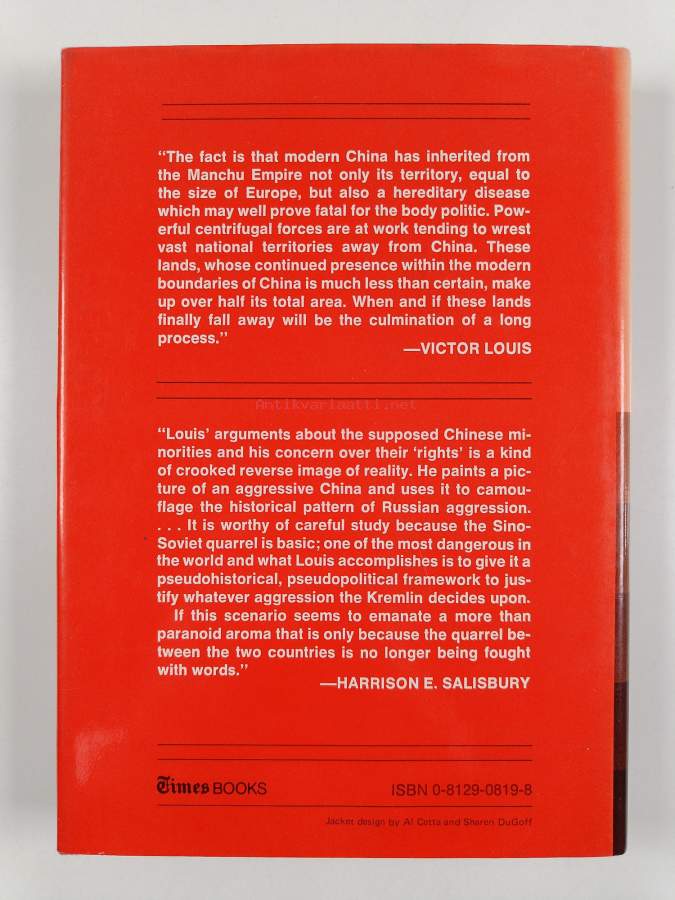 “The fact is that modern China has inherited from
the Manchu Empire not only its territory, equal to
the size of Europe, but also a hereditary disease
which may well prove fatal for the body politic. Pow-
erful centrifugal forces are at work tending to wrest
vast national territories away from China. These
lands, whose continued presence within the modern
boundaries of China is much less than certain, make
up over half its total area. When and if these lands
finally fall away will be the culmination of a long
process.”
—VICTOR LOUIS
Antikvariaatti.net
“Louis’ arguments about the supposed Chinese mi-
norities and his concern over their ‘rights’ is a kind
of crooked reverse image of reality. He paints a pic-
ture of an aggressive China and uses it to camou-
flage the historical pattern of Russian aggression.
. . . It is worthy of careful study because the Sino-
Soviet quarrel is basic; one of the most dangerous in
the world and what Louis accomplishes is to give it a
pseudohistorical, pseudopolitical framework to jus-
tify whatever aggression the Kremlin decides upon.
If this scenario seems to emanate a more than
paranoid aroma that is only because the quarrel be-
tween the two countries is no longer being fought
with words.”
—HARRISON E. SALISBURY
Times BOOKS ISBN 0-8129-0819-8
Jacket design by Al Cetta and Sharen DuGoff